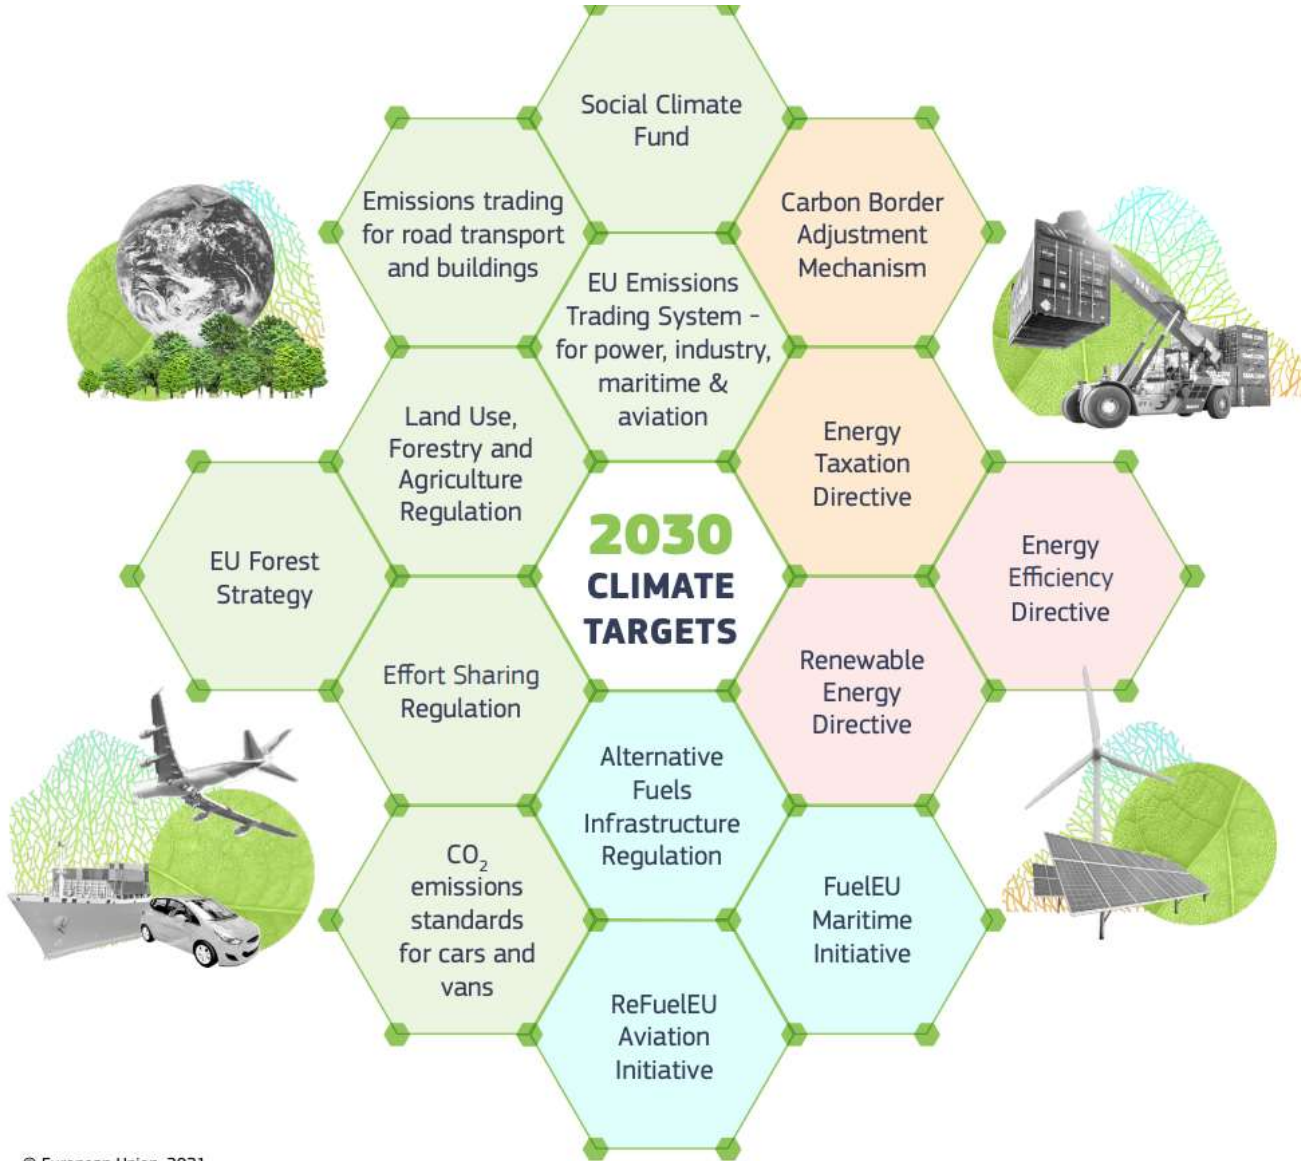 Social Climate
Fund
Emissions trading
for road transport
and buildings
Carbon Border
Adjustment
Mechanism
EU Emissions
Trading System -
for power, industry,
maritime &
aviation
Land Use,
Forestry and
Agriculture
Regulation
Energy
Taxation
Directive
EU Forest
Strategy
2030
CLIMATE
TARGETS
Energy
Efficiency
Directive
Effort Sharing
Regulation
Renewable
Energy
Directive
Alternative
Fuels
Infrastructure
Regulation
CO₂
emissions
standards
for cars and
vans
FuelEU
Maritime
Initiative
ReFuelEU
Aviation
Initiative
© European Union, 2021